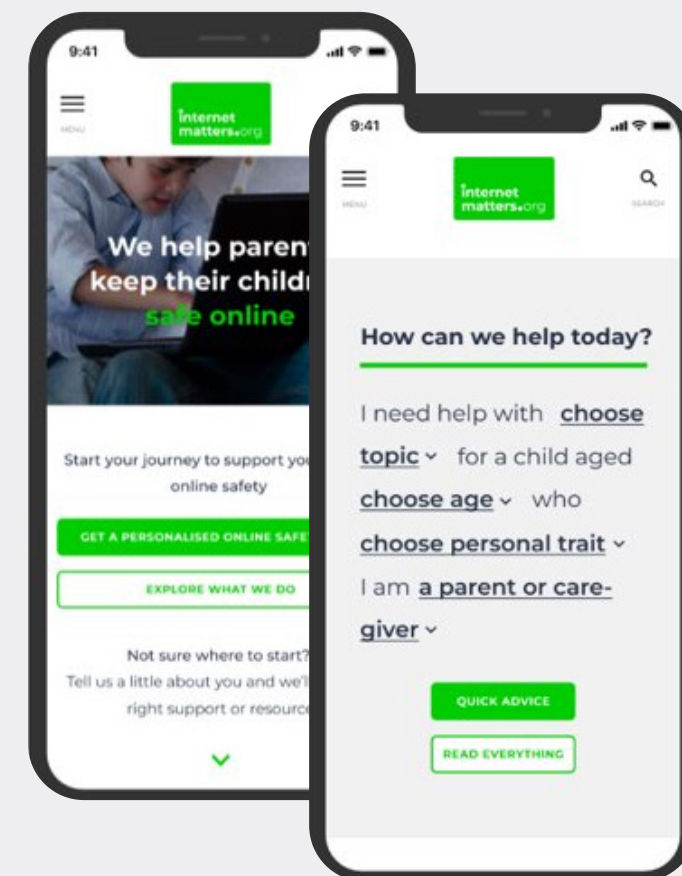 9:41
MENU
internet
matters.org
We help paren
keep their child
safe online
Start your journey to support you
online safety
GET A PERSONALISED ONLINE SAFE
EXPLORE WHAT WE DO
Not sure where to start?
Tell us a little about you and we'll
right support or resource
9:41
MENU
internet
matters.org
SEARCH
How can we help today?
I need help with choose
topic for a child aged
choose age who
choose personal trait
I am a parent or care-
giver
QUICK ADVICE
READ EVERYTHING